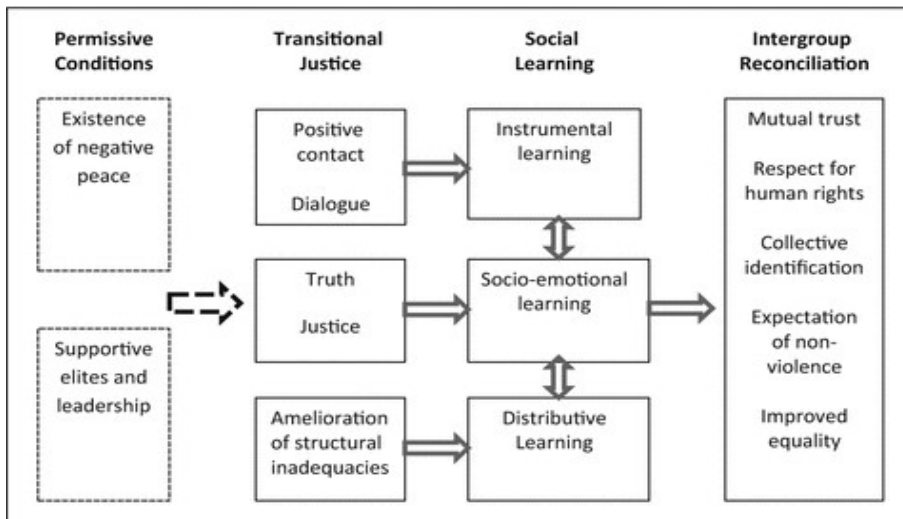 Permissive
Conditions
Transitional
Justice
Social
Learning
Intergroup
Reconciliation
Existence
of negative
peace
Supportive
elites and
leadership
Positive
contact
Dialogue
Truth
Justice
Amelioration
of structural
inadequacies
Instrumental
learning
Socio-emotional
learning
Distributive
Learning
Mutual trust
Respect for
human rights
Collective
identification
Expectation
of non-
violence
Improved
equality